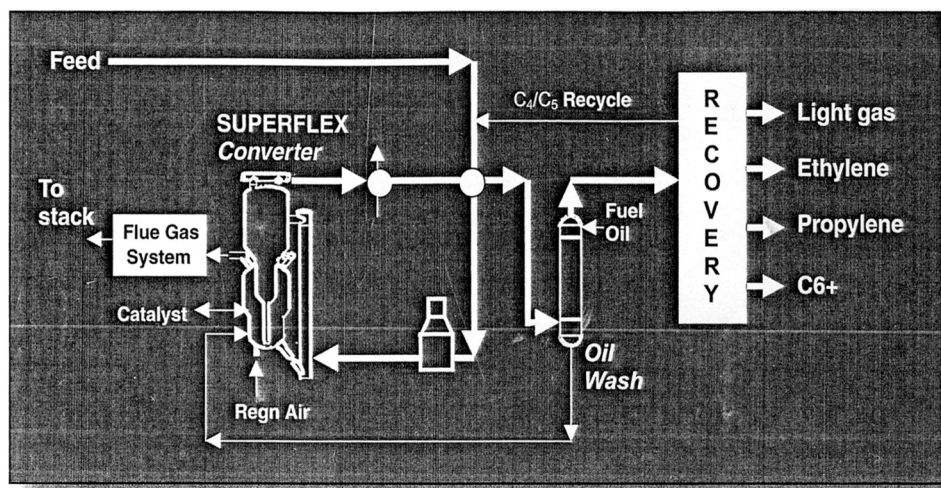 Feed
C₄/C₅ Recycle
SUPERFLEX
Converter
To
stack
Flue Gas
System
Catalyst
Regn Air
Fuel
Oil
Oil
Wash
RECOVERY
Light gas
Ethylene
Propylene
C6+